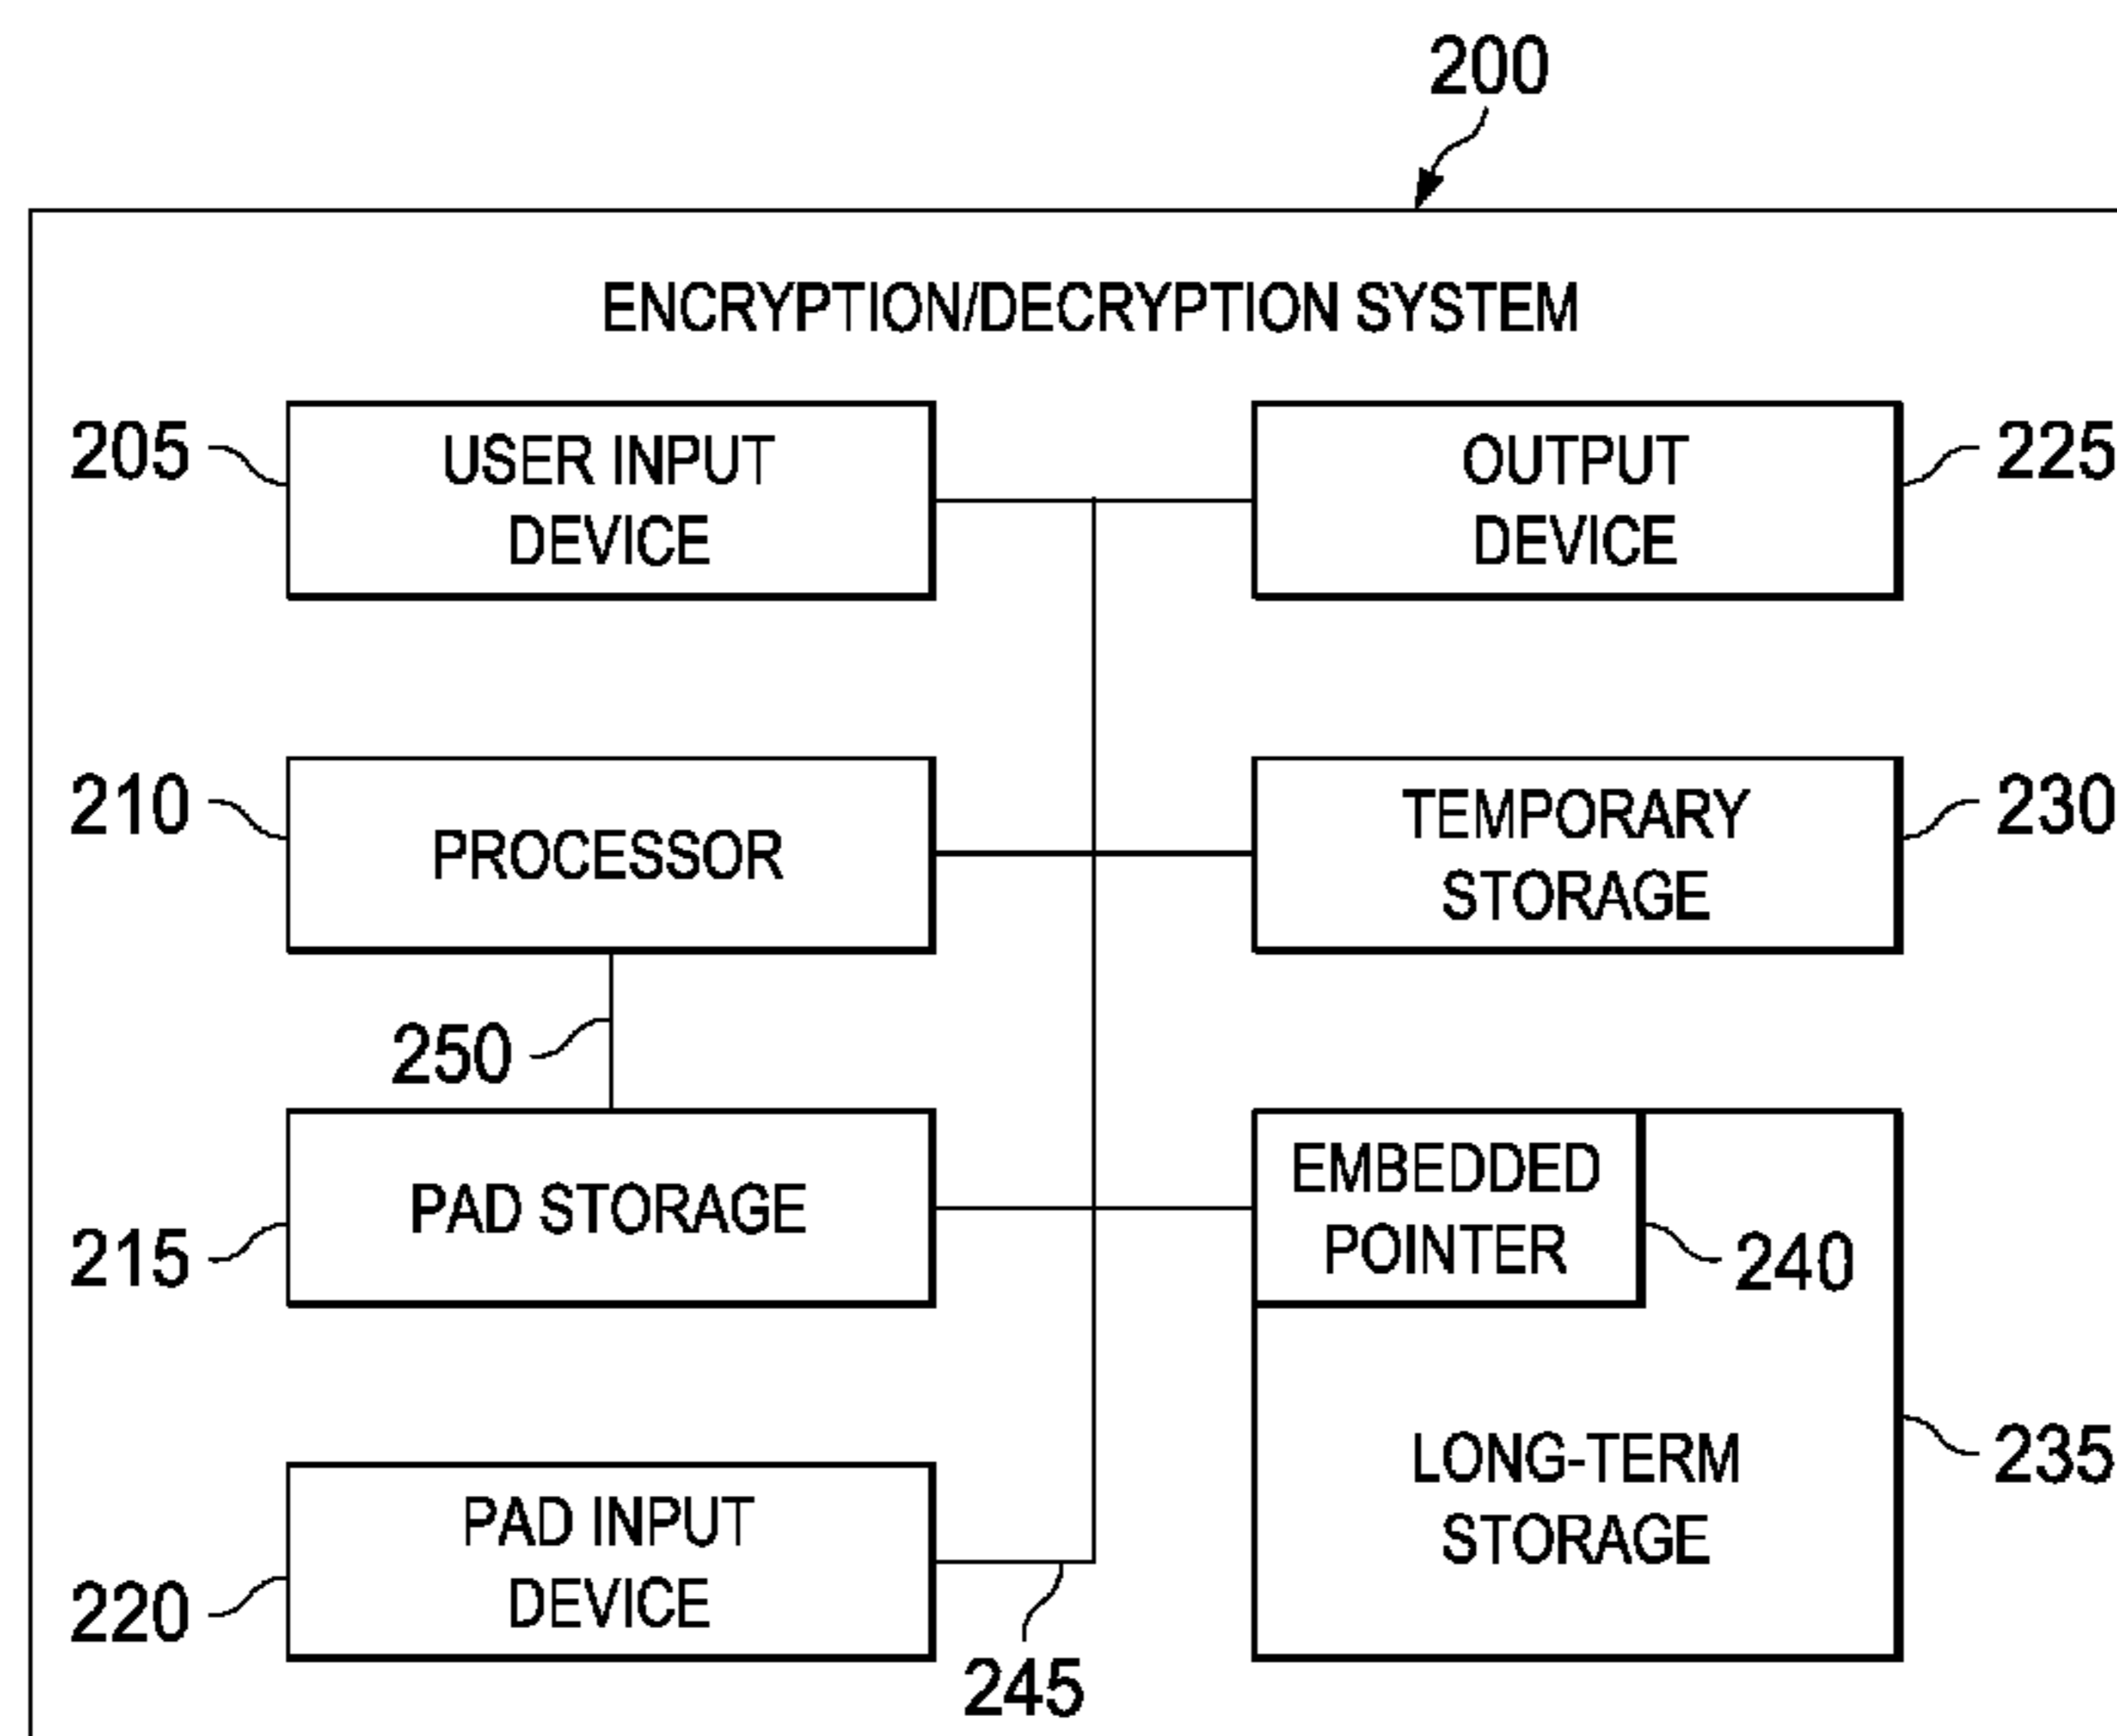 200
ENCRYPTION/DECRYPTION SYSTEM
205
USER INPUT
DEVICE
OUTPUT
DEVICE
225
210
PROCESSOR
TEMPORARY
STORAGE
230
250
215
PAD STORAGE
EMBEDDED
POINTER
240
LONG-TERM
STORAGE
235
220
PAD INPUT
DEVICE
245